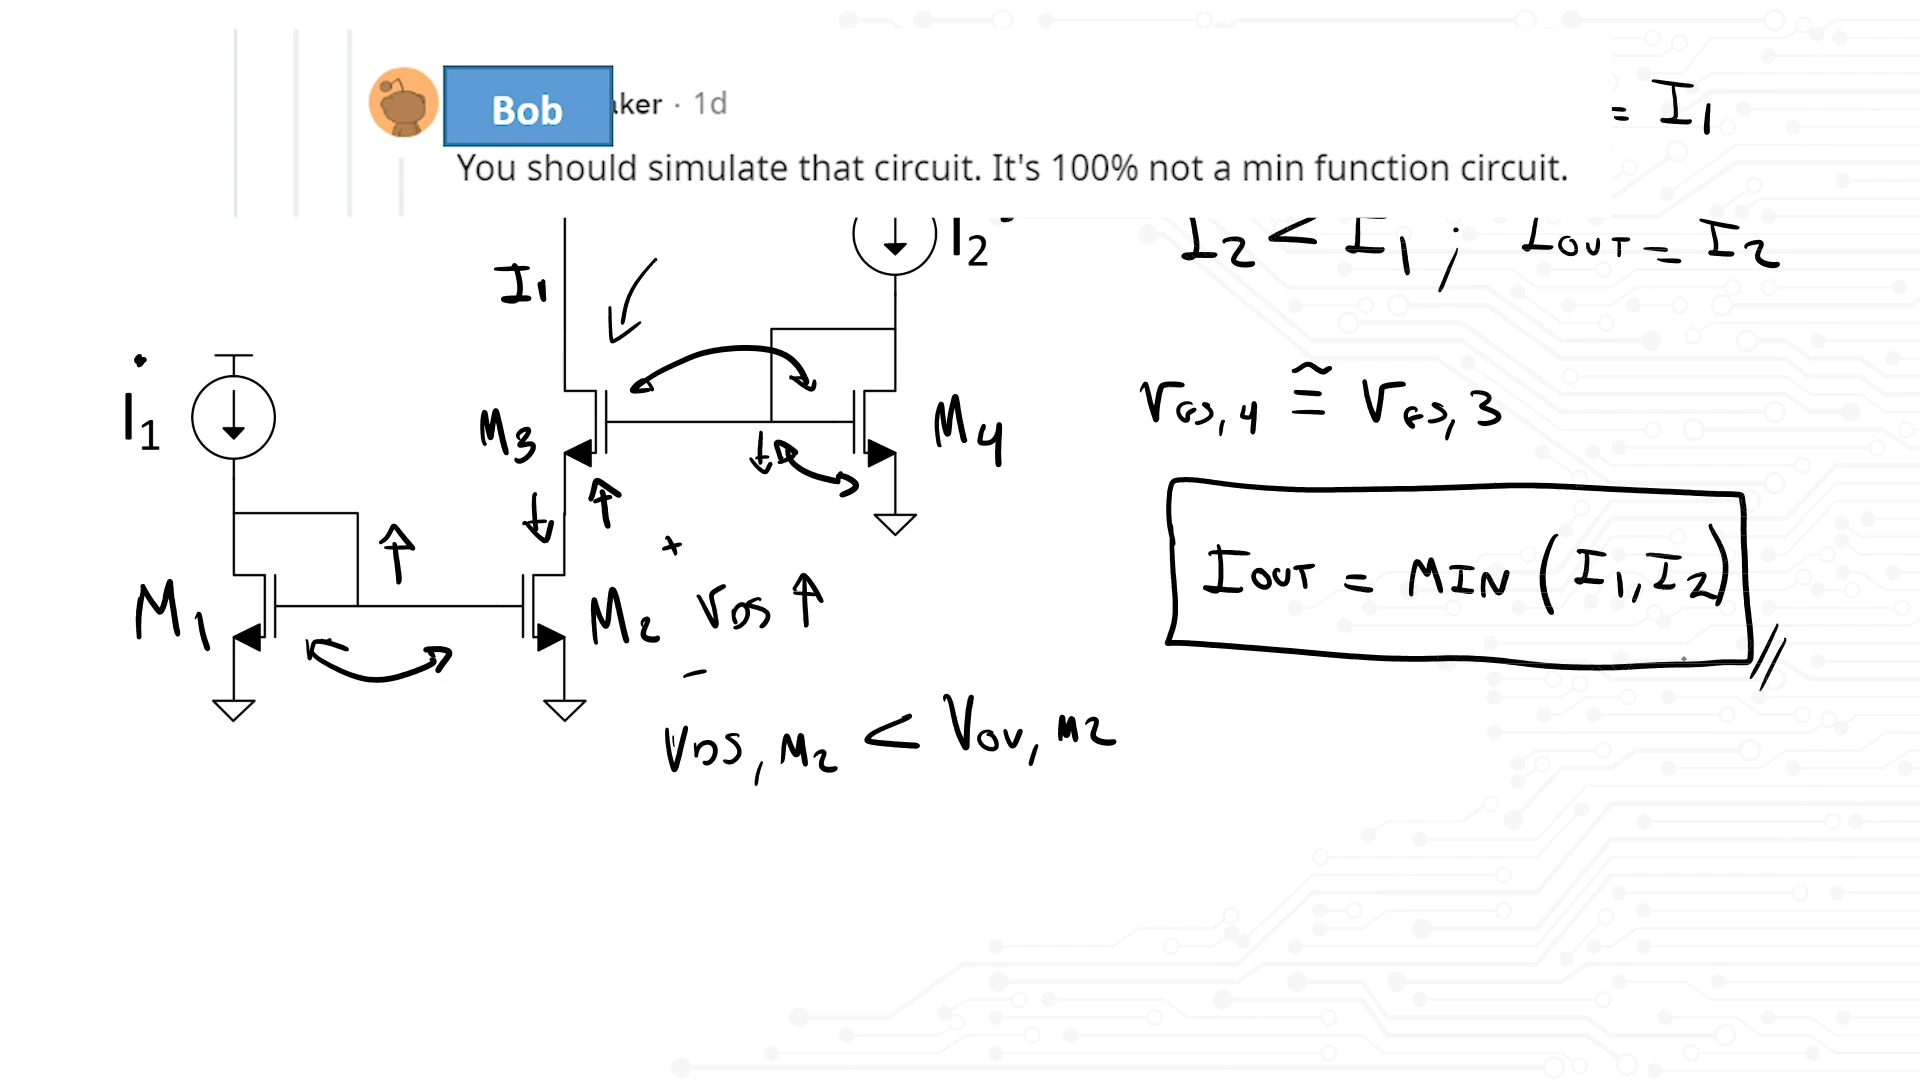 Bob
ker · 1d
You should simulate that circuit. It's 100% not a min function circuit.
= I1
I2
I2 < I1 ; IOUT = I2
I1
I1
M3
M4
VGS,4 ≅ VGS,3
+
M1
M2
VDS ↑
−
IOUT = MIN (I1, I2)
VDS, M2 < VOV, M2